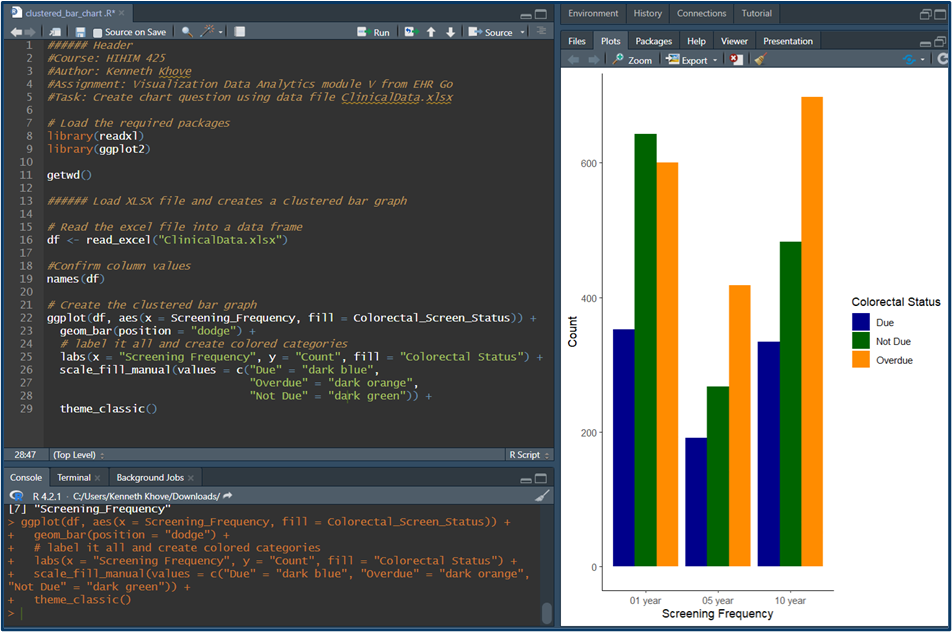 clustered_bar_chart .R*
Source on Save
Run
Source
1 ###### Header
2 #Course: HIHIM 425
3 #Author: Kenneth Khove
4 #Assignment: Visualization Data Analytics module V from EHR Go
5 #Task: Create chart question using data file ClinicalData.xlsx
6
7 # Load the required packages
8 library(readxl)
9 library(ggplot2)
10
11 getwd()
12
13 ###### Load XLSX file and creates a clustered bar graph
14
15 # Read the excel file into a data frame
16 df <- read_excel("ClinicalData.xlsx")
17
18 #Confirm column values
19 names(df)
20
21 # Create the clustered bar graph
22 ggplot(df, aes(x = Screening_Frequency, fill = Colorectal_Screen_Status)) +
23 geom_bar(position = "dodge") +
24 # label it all and create colored categories
25 labs(x = "Screening Frequency", y = "Count", fill = "Colorectal Status") +
26 scale_fill_manual(values = c("Due" = "dark blue",
27 "Overdue" = "dark orange",
28 "Not Due" = "dark green")) +
29 theme_classic()
28:47 (Top Level) R Script
Console Terminal Background Jobs
R 4.2.1 · C:/Users/Kenneth Khove/Downloads/
[7] "Screening_Frequency"
> ggplot(df, aes(x = Screening_Frequency, fill = Colorectal_Screen_Status)) +
+ geom_bar(position = "dodge") +
+ # label it all and create colored categories
+ labs(x = "Screening Frequency", y = "Count", fill = "Colorectal Status") +
+ scale_fill_manual(values = c("Due" = "dark blue", "Overdue" = "dark orange",
"Not Due" = "dark green")) +
+ theme_classic()
>
Environment History Connections Tutorial
Files Plots Packages Help Viewer Presentation
Zoom Export
600
400
200
0
Count
01 year 05 year 10 year
Screening Frequency
Colorectal Status
Due
Not Due
Overdue